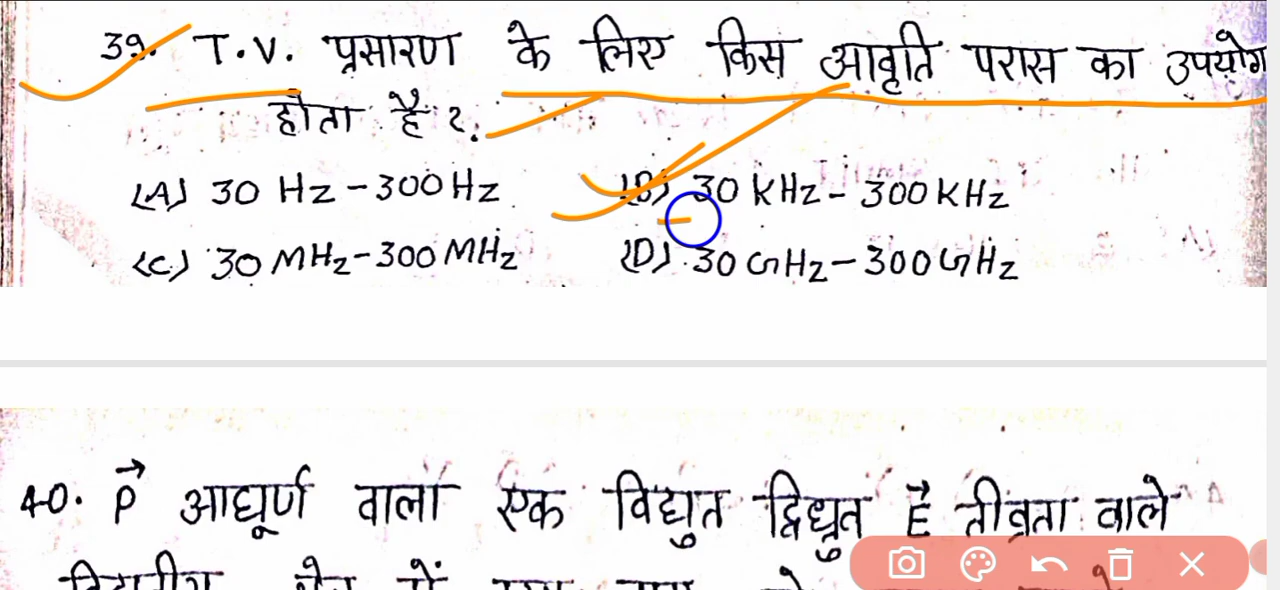 39. T.V. प्रसारण के लिए किस आवृति परास का उपयोग
होता है ?
(A) 30 Hz - 300 Hz (B) 30 KHz - 300 KHz
(C) 30 MHz - 300 MHz (D) 30 GHz - 300 GHz
40. P⃗ आघूर्ण वाला एक विद्युत द्विध्रुव E⃗ तीव्रता वाले